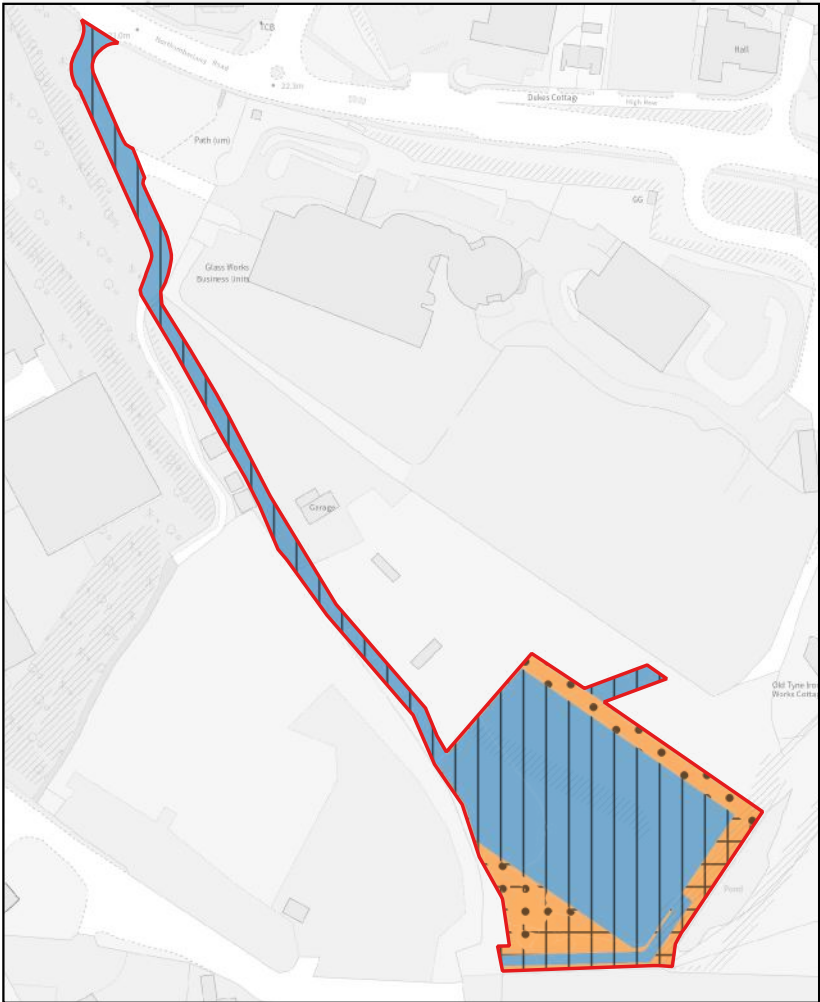 TCB
Northumberland Road
22.3m
Hall
Dukes Cottage
High Row
Path (um)
GG
Glass Works
Business Units
Garage
Old Tyne Iron
Works Cottag
Pond